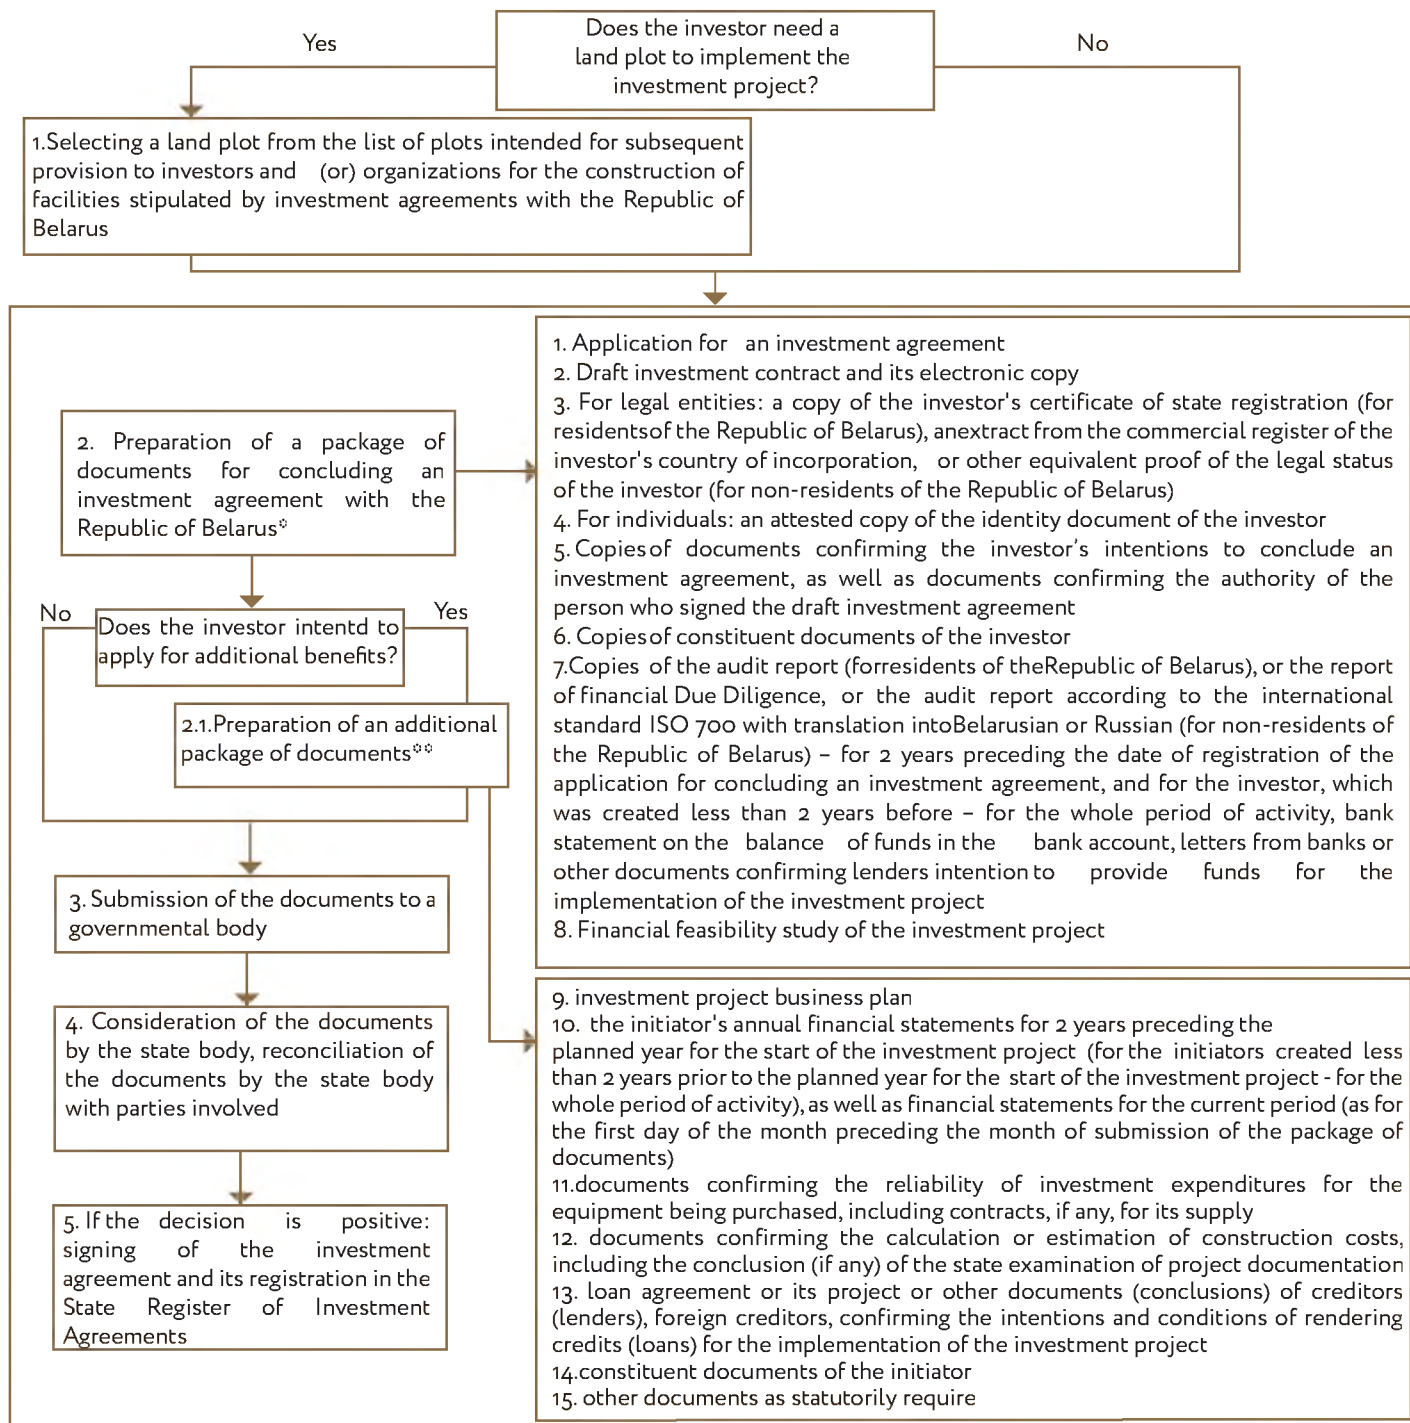 Does the investor need a
land plot to implement the
investment project?
Yes
No
1.Selecting a land plot from the list of plots intended for subsequent
provision to investors and (or) organizations for the construction of
facilities stipulated by investment agreements with the Republic of
Belarus
2. Preparation of a package of
documents for concluding an
investment agreement with the
Republic of Belarus*
No
Yes
Does the investor intentd to
apply for additional benefits?
2.1.Preparation of an additional
package of documents**
3. Submission of the documents to a
governmental body
4. Consideration of the documents
by the state body, reconciliation of
the documents by the state body
with parties involved
5. If the decision is positive:
signing of the investment
agreement and its registration in the
State Register of Investment
Agreements
1. Application for an investment agreement
2. Draft investment contract and its electronic copy
3. For legal entities: a copy of the investor's certificate of state registration (for
residentsof the Republic of Belarus), anextract from the commercial register of the
investor's country of incorporation, or other equivalent proof of the legal status
of the investor (for non-residents of the Republic of Belarus)
4. For individuals: an attested copy of the identity document of the investor
5. Copiesof documents confirming the investor's intentions to conclude an
investment agreement, as well as documents confirming the authority of the
person who signed the draft investment agreement
6. Copiesof constituent documents of the investor
7.Copies of the audit report (forresidents of theRepublic of Belarus), or the report
of financial Due Diligence, or the audit report according to the international
standard ISO 700 with translation intoBelarusian or Russian (for non-residents of
the Republic of Belarus) – for 2 years preceding the date of registration of the
application for concluding an investment agreement, and for the investor, which
was created less than 2 years before – for the whole period of activity, bank
statement on the balance of funds in the bank account, letters from banks or
other documents confirming lenders intention to provide funds for the
implementation of the investment project
8. Financial feasibility study of the investment project
9. investment project business plan
10. the initiator's annual financial statements for 2 years preceding the
planned year for the start of the investment project (for the initiators created less
than 2 years prior to the planned year for the start of the investment project - for the
whole period of activity), as well as financial statements for the current period (as for
the first day of the month preceding the month of submission of the package of
documents)
11.documents confirming the reliability of investment expenditures for the
equipment being purchased, including contracts, if any, for its supply
12. documents confirming the calculation or estimation of construction costs,
including the conclusion (if any) of the state examination of project documentation
13. loan agreement or its project or other documents (conclusions) of creditors
(lenders), foreign creditors, confirming the intentions and conditions of rendering
credits (loans) for the implementation of the investment project
14.constituent documents of the initiator
15. other documents as statutorily require